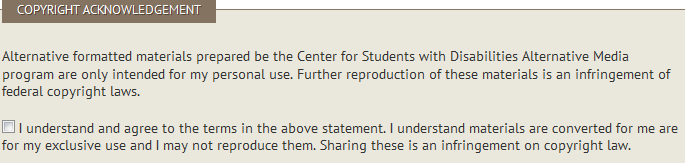 COPYRIGHT ACKNOWLEDGEMENT
Alternative formatted materials prepared be the Center for Students with Disabilities Alternative Media
program are only intended for my personal use. Further reproduction of these materials is an infringement of
federal copyright laws.
I understand and agree to the terms in the above statement. I understand materials are converted for me are
for my exclusive use and I may not reproduce them. Sharing these is an infringement on copyright law.